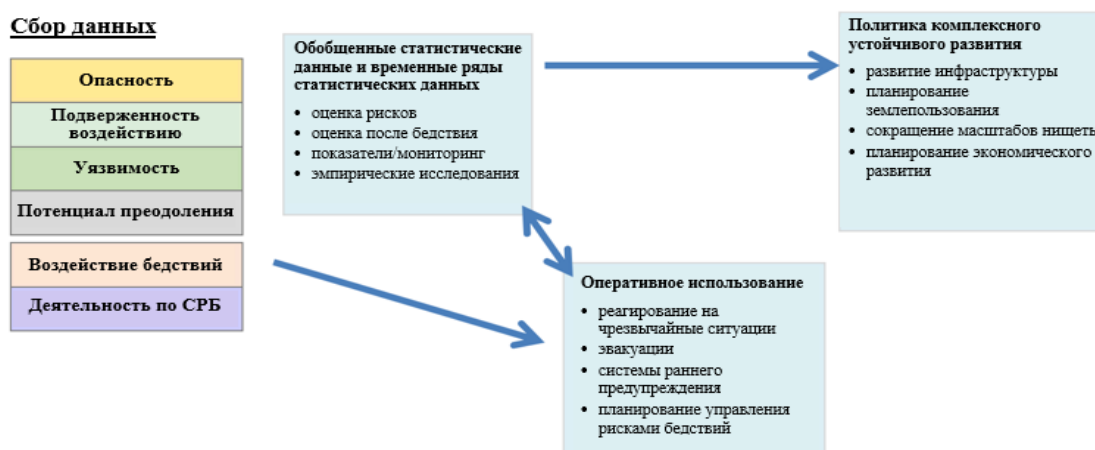 Сбор данных
Опасность
Подверженность
воздействию
Уязвимость
Потенциал преодоления
Воздействие бедствий
Деятельность по СРБ
Обобщенные статистические
данные и временные ряды
статистических данных
• оценка рисков
• оценка после бедствия
• показатели/мониторинг
• эмпирические исследования
Оперативное использование
• реагирование на
чрезвычайные ситуации
• эвакуации
• системы раннего
предупреждения
• планирование управления
рисками бедствий
Политика комплексного
устойчивого развития
• развитие инфраструктуры
• планирование
землепользования
• сокращение масштабов нищеты
• планирование экономического
развития